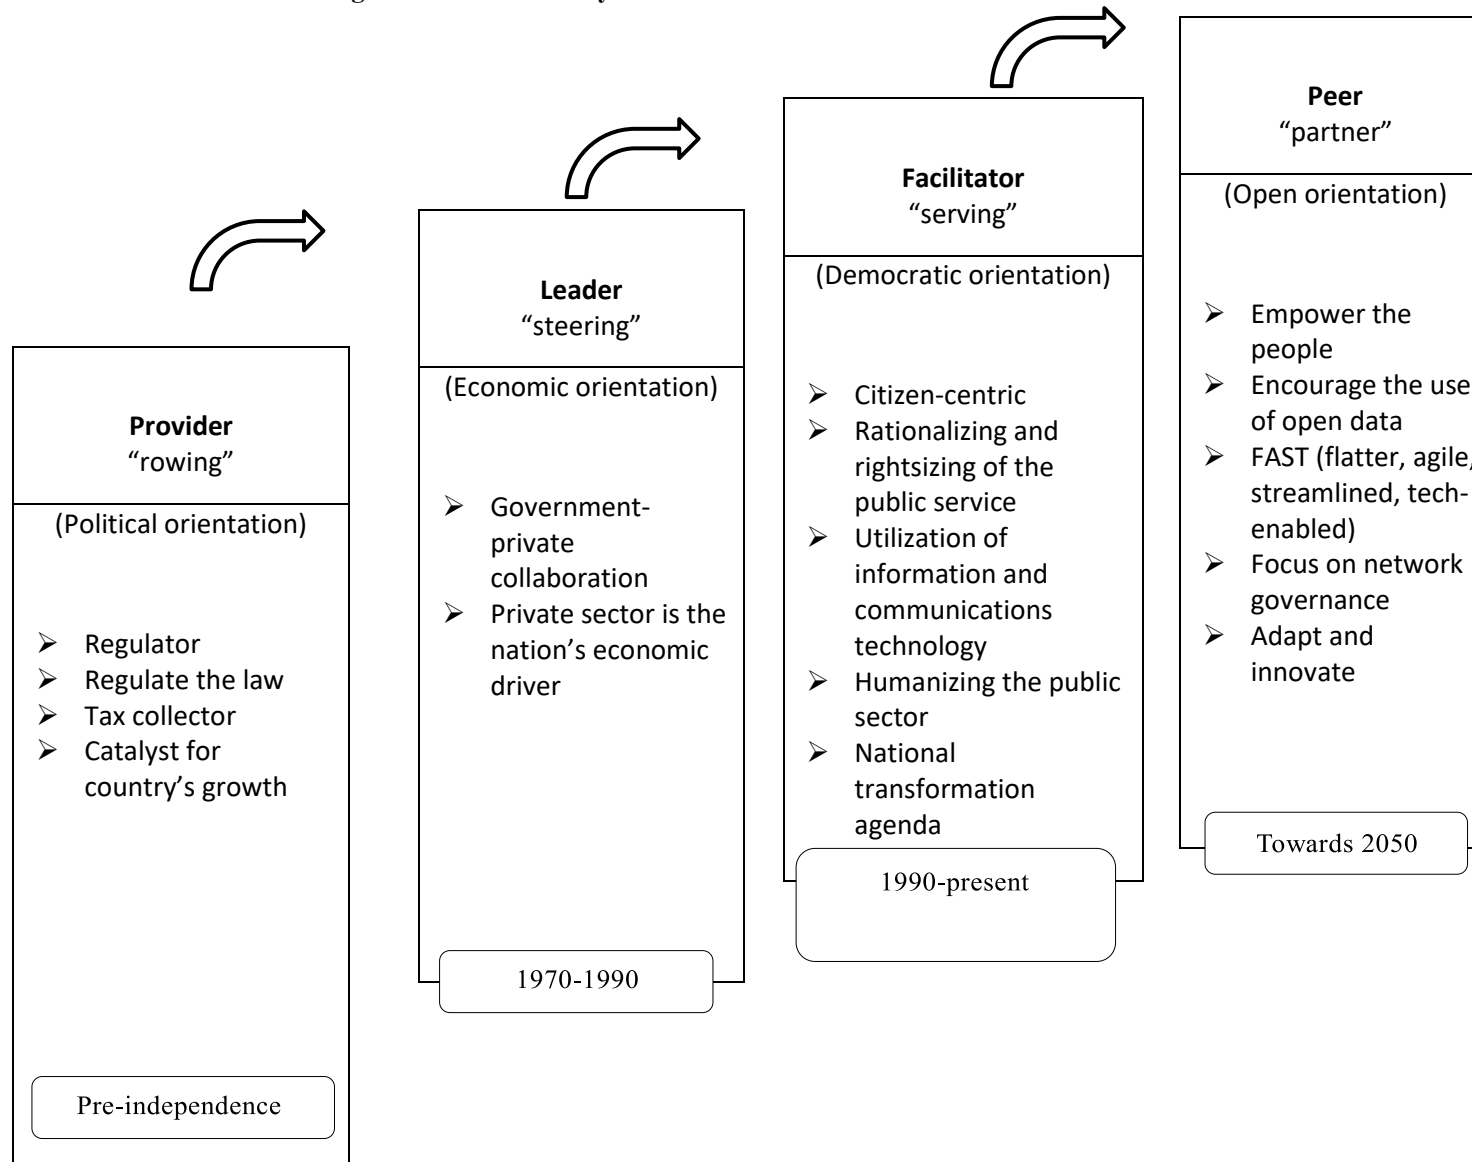 Provider
“rowing”
(Political orientation)
➢ Regulator
➢ Regulate the law
➢ Tax collector
➢ Catalyst for
country’s growth
Pre-independence
Leader
“steering”
(Economic orientation)
➢ Government-
private
collaboration
➢ Private sector is the
nation’s economic
driver
1970-1990
Facilitator
“serving”
(Democratic orientation)
➢ Citizen-centric
➢ Rationalizing and
rightsizing of the
public service
➢ Utilization of
information and
communications
technology
➢ Humanizing the public
sector
➢ National
transformation
agenda
1990-present
Peer
“partner”
(Open orientation)
➢ Empower the
people
➢ Encourage the use
of open data
➢ FAST (flatter, agile,
streamlined, tech-
enabled)
➢ Focus on network
governance
➢ Adapt and
innovate
Towards 2050